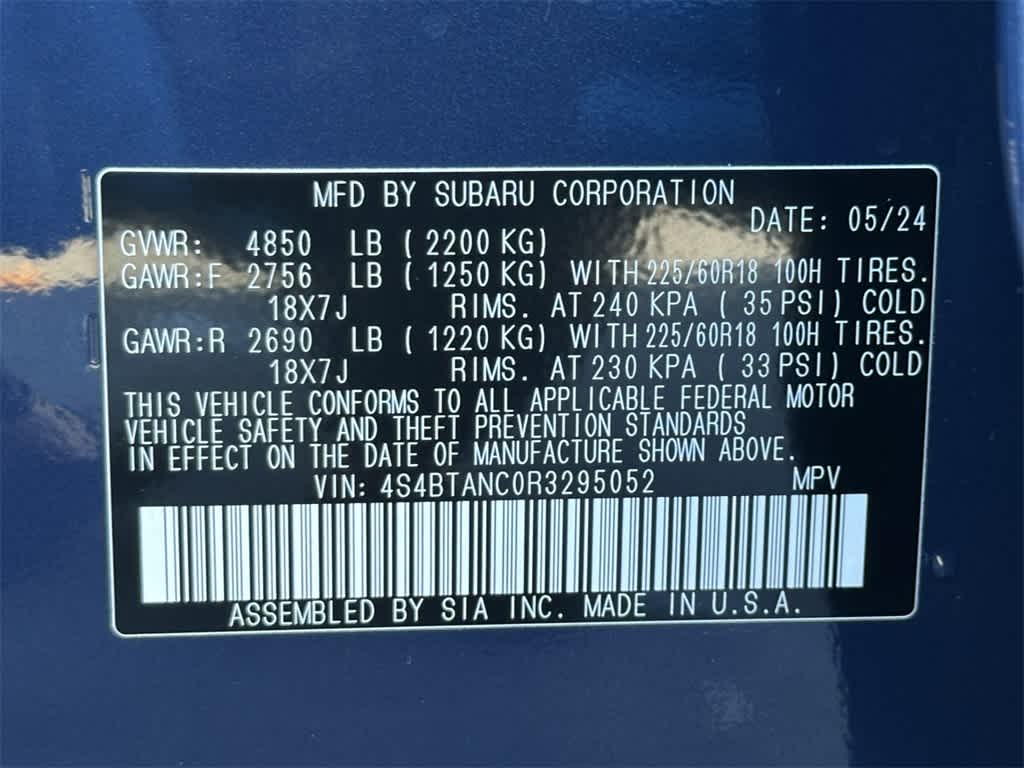 MFD BY SUBARU CORPORATION
DATE: 05/24
GVWR: 4850 LB ( 2200 KG)
GAWR:F 2756 LB ( 1250 KG) WITH 225/60R18 100H TIRES.
18X7J RIMS. AT 240 KPA ( 35 PSI) COLD
GAWR:R 2690 LB ( 1220 KG) WITH 225/60R18 100H TIRES.
18X7J RIMS. AT 230 KPA ( 33 PSI) COLD
THIS VEHICLE CONFORMS TO ALL APPLICABLE FEDERAL MOTOR
VEHICLE SAFETY AND THEFT PREVENTION STANDARDS
IN EFFECT ON THE DATE OF MANUFACTURE SHOWN ABOVE.
VIN: 4S4BTANC0R3295052 MPV
ASSEMBLED BY SIA INC. MADE IN U.S.A.